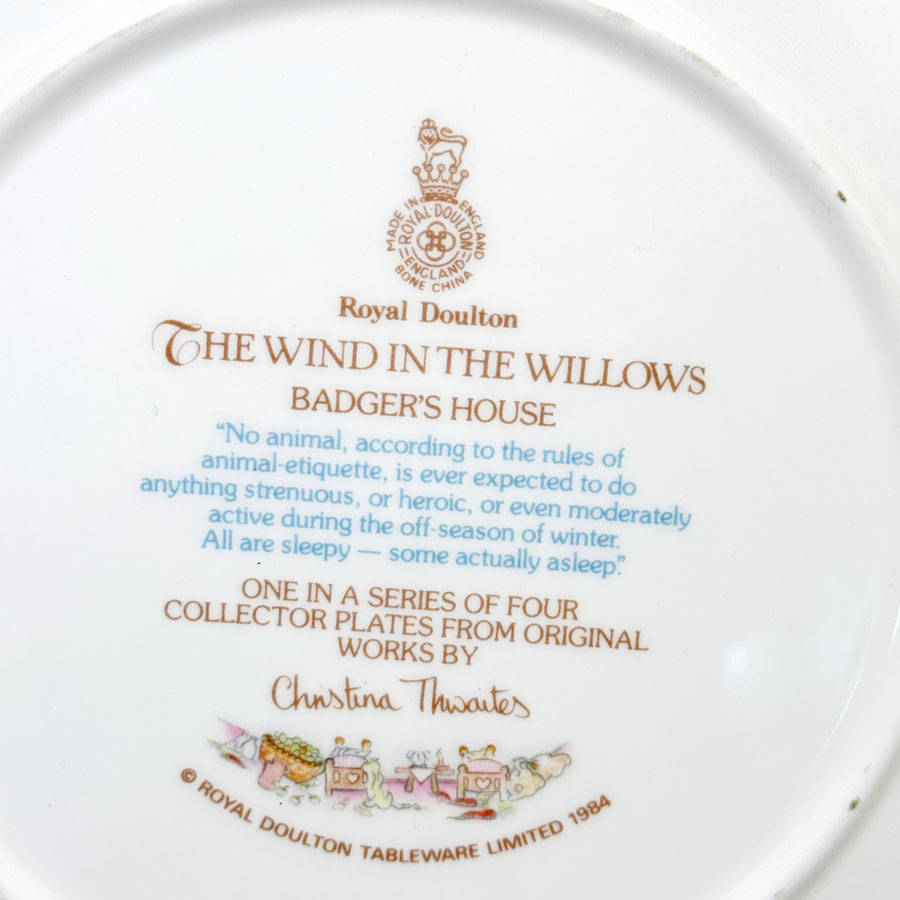 MADE IN ENGLAND
ROYAL·DOULTON
ENGLAND
BONE CHINA
Royal Doulton
THE WIND IN THE WILLOWS
BADGER'S HOUSE
“No animal, according to the rules of
animal-etiquette, is ever expected to do
anything strenuous, or heroic, or even moderately
active during the off-season of winter.
All are sleepy — some actually asleep.”
ONE IN A SERIES OF FOUR
COLLECTOR PLATES FROM ORIGINAL
WORKS BY
Christina Thwaites
© ROYAL DOULTON TABLEWARE LIMITED 1984